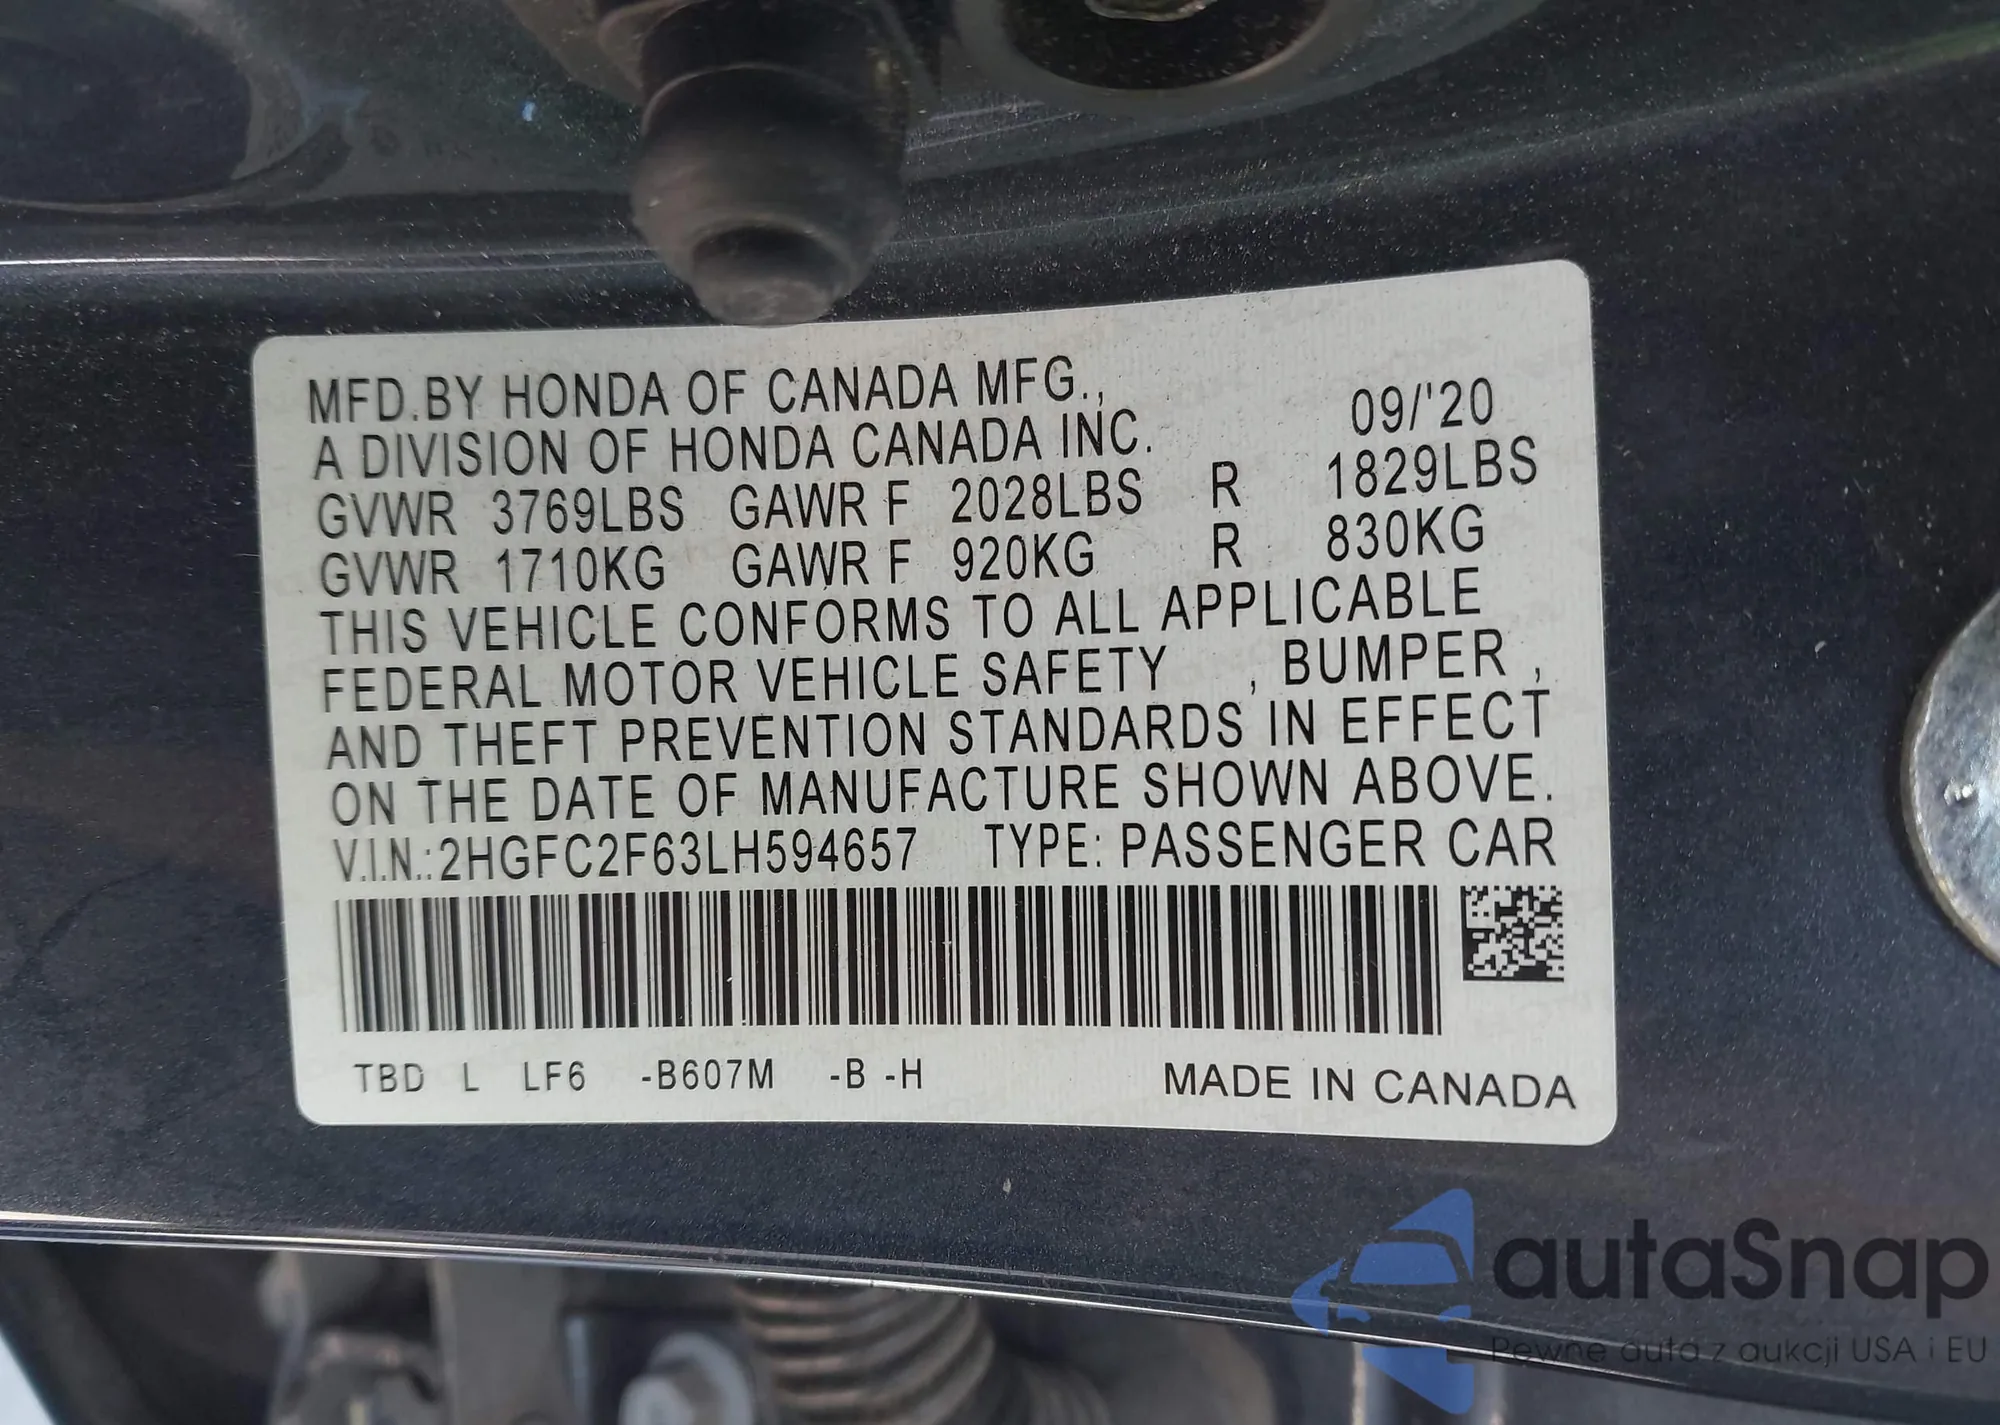 MFD.BY HONDA OF CANADA MFG., 09/'20
A DIVISION OF HONDA CANADA INC.
GVWR 3769LBS GAWR F 2028LBS R 1829LBS
GVWR 1710KG GAWR F 920KG R 830KG
THIS VEHICLE CONFORMS TO ALL APPLICABLE
FEDERAL MOTOR VEHICLE SAFETY , BUMPER ,
AND THEFT PREVENTION STANDARDS IN EFFECT
ON THE DATE OF MANUFACTURE SHOWN ABOVE.
V.I.N.:2HGFC2F63LH594657 TYPE: PASSENGER CAR
TBD L LF6 -B607M -B -H MADE IN CANADA
autaSnap
Pewne auta z aukcji USA i EU